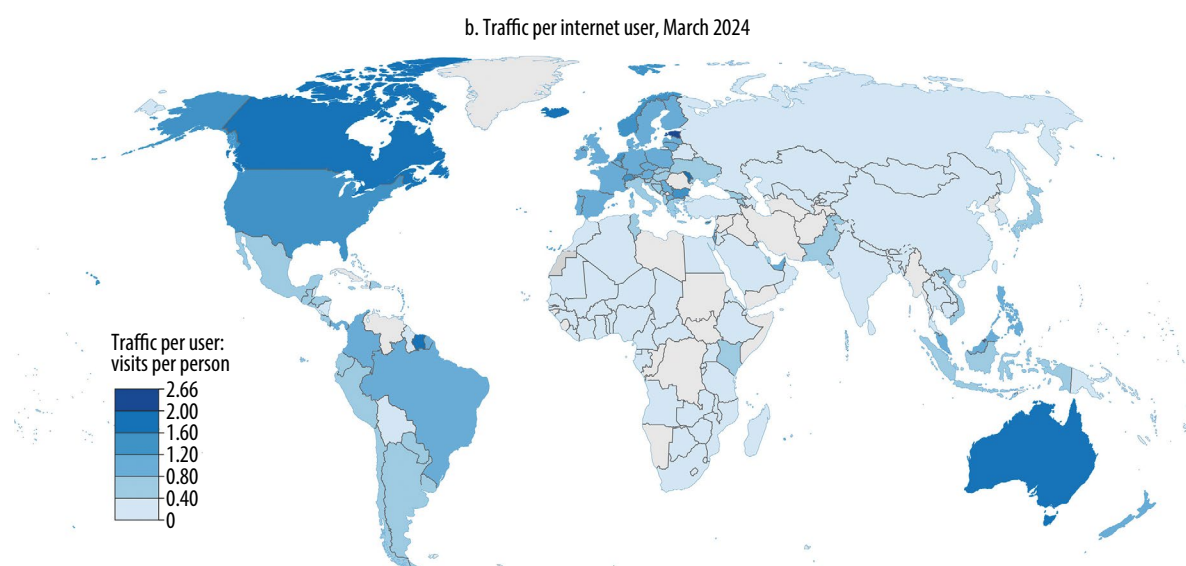 b. Traffic per internet user, March 2024
Traffic per user:
visits per person
2.66
2.00
1.60
1.20
0.80
0.40
0